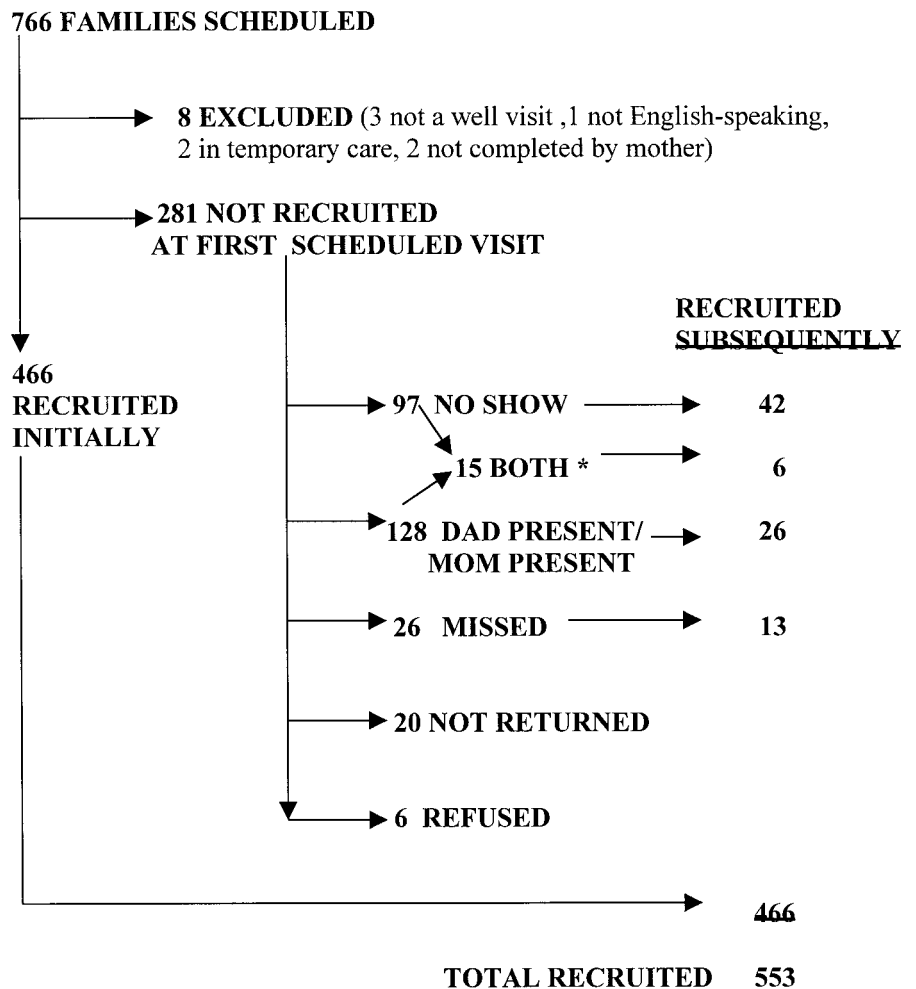 766 FAMILIES SCHEDULED
8 EXCLUDED (3 not a well visit ,1 not English-speaking,
2 in temporary care, 2 not completed by mother)
281 NOT RECRUITED
AT FIRST SCHEDULED VISIT
RECRUITED
SUBSEQUENTLY
466
RECRUITED
INITIALLY
97 NO SHOW 42
15 BOTH * 6
128 DAD PRESENT/ 26
MOM PRESENT
26 MISSED 13
20 NOT RETURNED
6 REFUSED
466
TOTAL RECRUITED 553